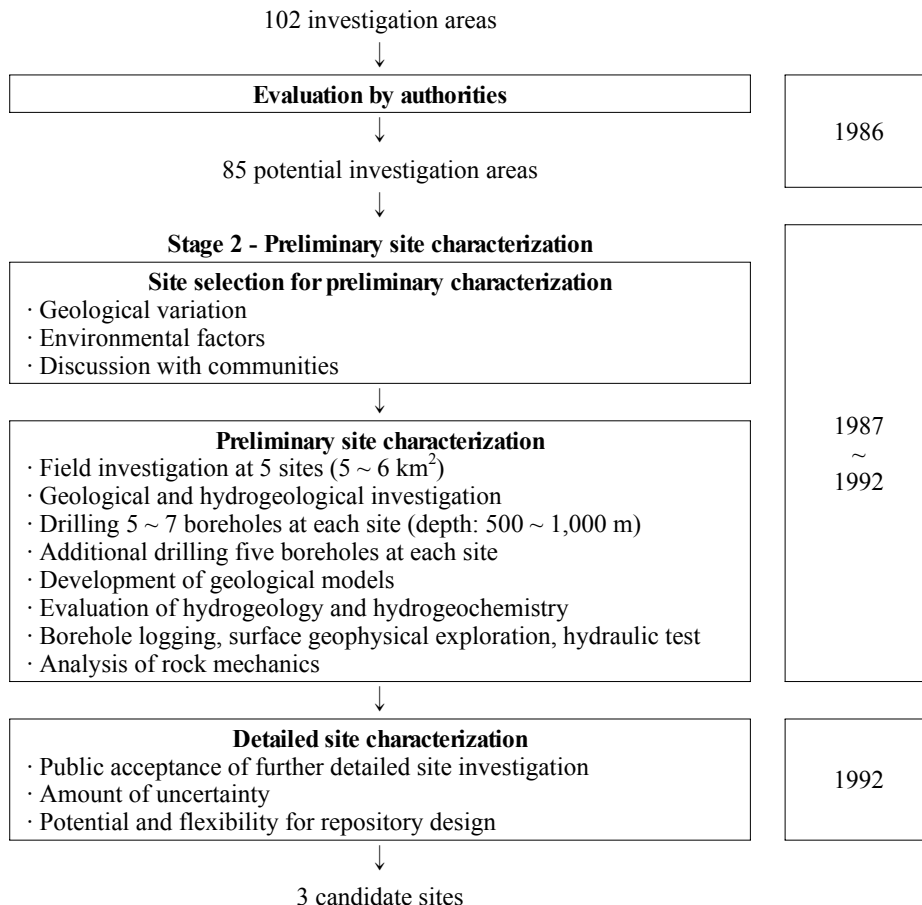 102 investigation areas
↓
Evaluation by authorities
↓
85 potential investigation areas
↓
1986
Stage 2 - Preliminary site characterization
Site selection for preliminary characterization
· Geological variation
· Environmental factors
· Discussion with communities
↓
Preliminary site characterization
· Field investigation at 5 sites (5 ~ 6 km²)
· Geological and hydrogeological investigation
· Drilling 5 ~ 7 boreholes at each site (depth: 500 ~ 1,000 m)
· Additional drilling five boreholes at each site
· Development of geological models
· Evaluation of hydrogeology and hydrogeochemistry
· Borehole logging, surface geophysical exploration, hydraulic test
· Analysis of rock mechanics
1987
~
1992
↓
Detailed site characterization
· Public acceptance of further detailed site investigation
· Amount of uncertainty
· Potential and flexibility for repository design
1992
↓
3 candidate sites